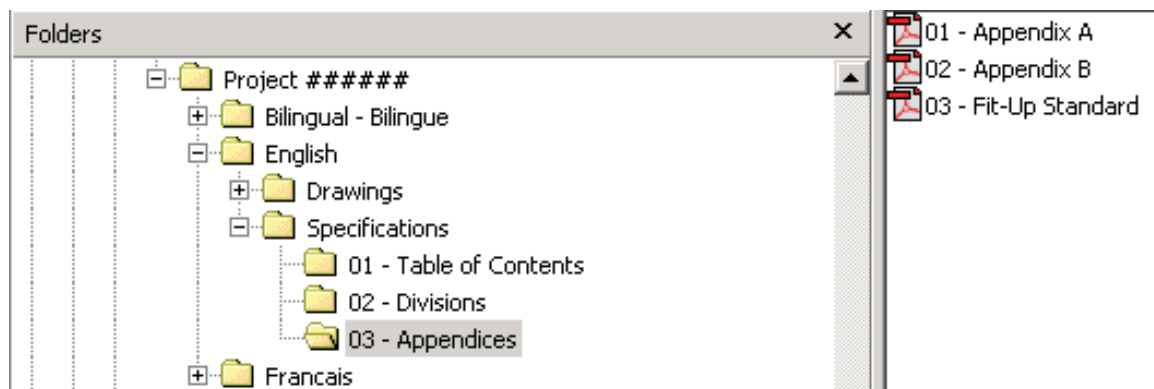 Folders
Project ######
Bilingual - Bilingue
English
Drawings
Specifications
01 - Table of Contents
02 - Divisions
03 - Appendices
Francais
01 - Appendix A
02 - Appendix B
03 - Fit-Up Standard